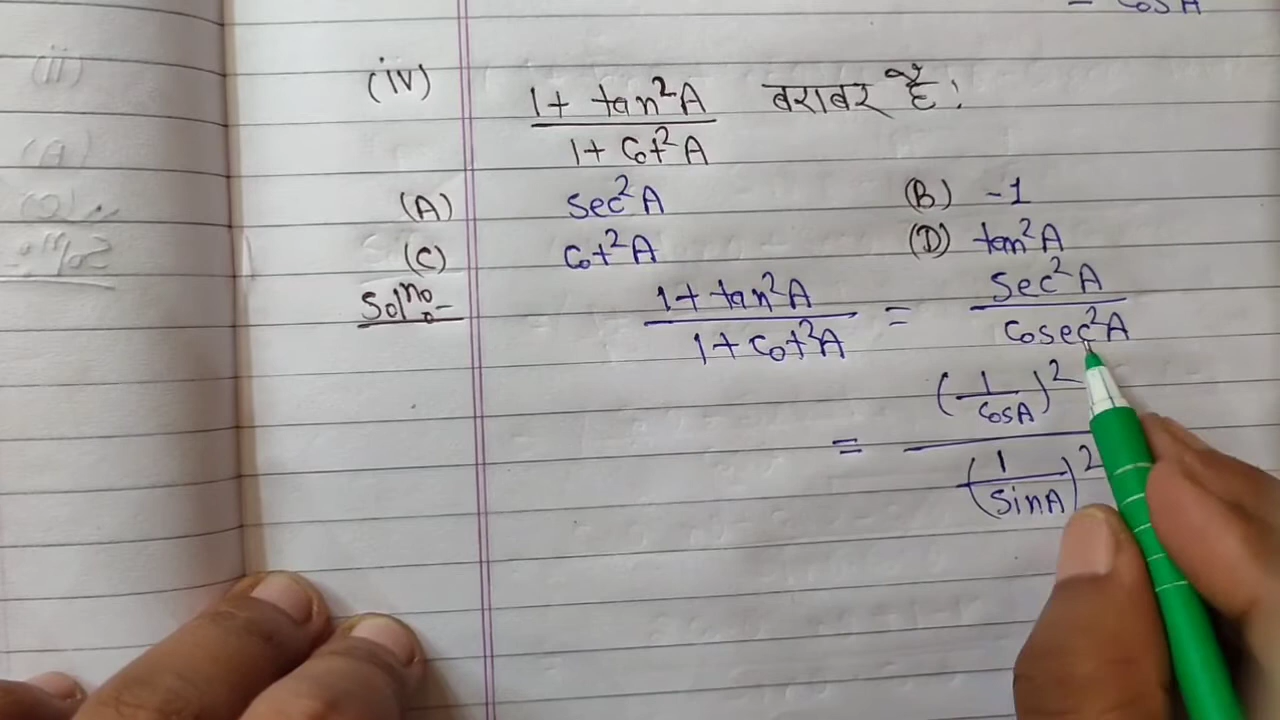 = cosA
(iv) 1 + tan²A / 1 + cot²A बराबर है :
(A) sec²A (B) -1
(C) cot²A (D) tan²A
Solⁿ:- 1 + tan²A / 1 + cot²A = sec²A / cosec²A
= (1 / cosA)² / (1 / sinA)²